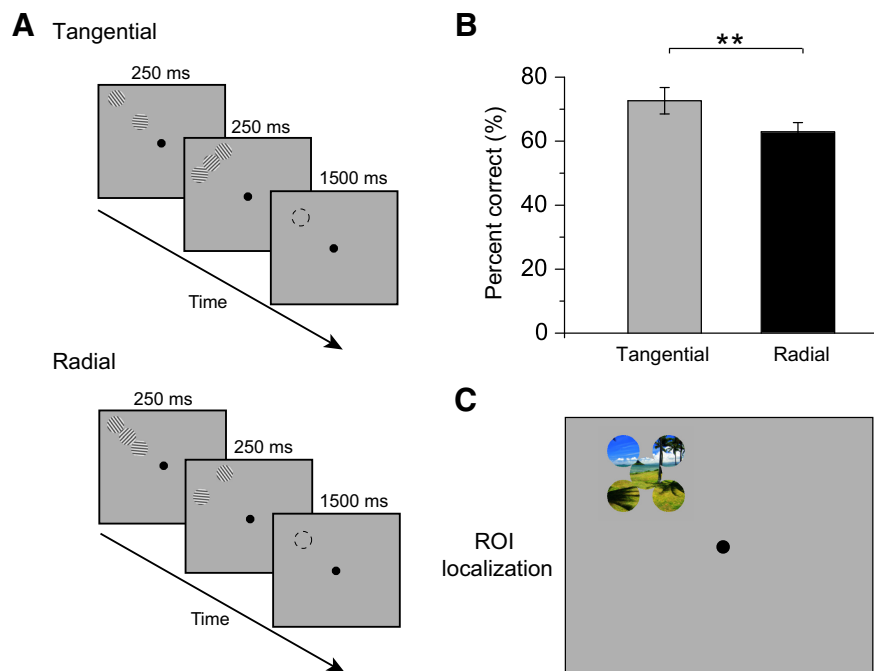 A
Tangential
250 ms
250 ms
1500 ms
Time
Radial
250 ms
250 ms
1500 ms
Time
B
**
Percent correct (%)
80
60
40
20
0
Tangential
Radial
C
ROI
localization